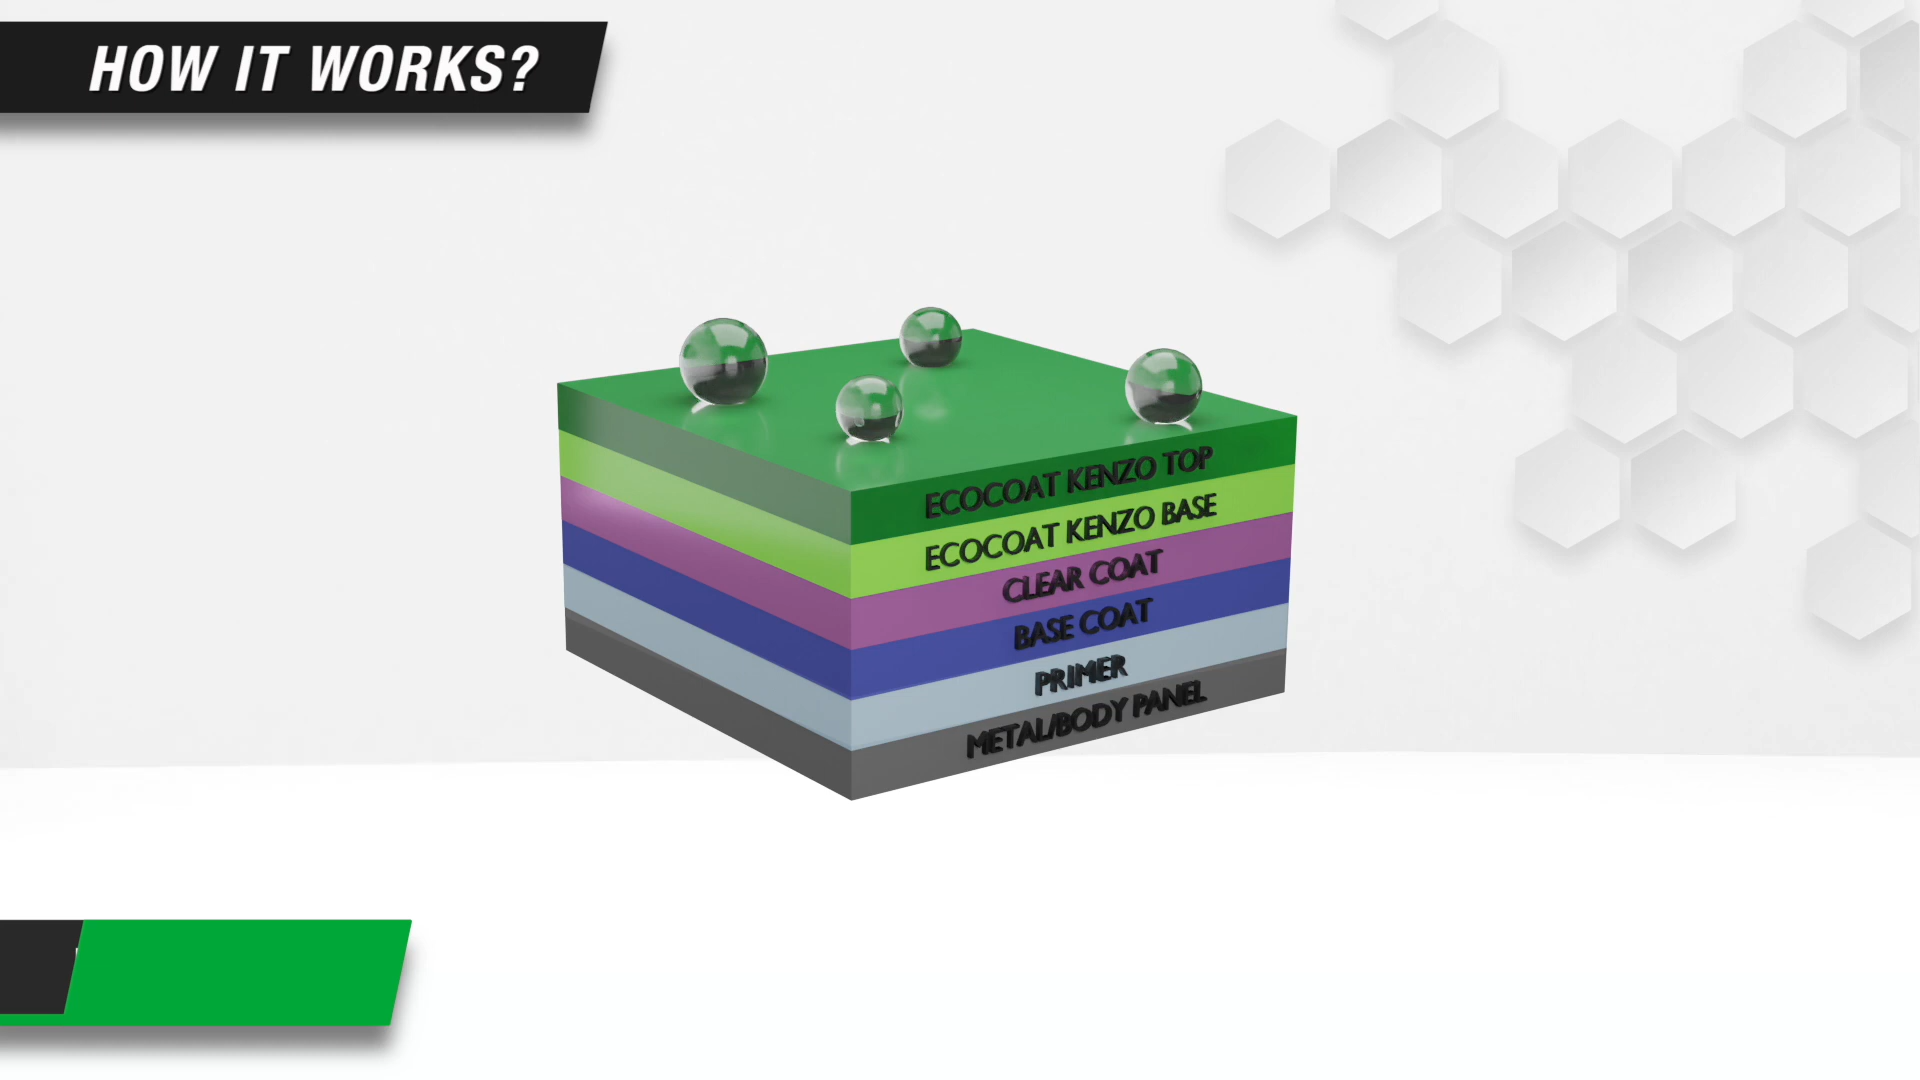 HOW IT WORKS?
ECOCOAT KENZO TOP
ECOCOAT KENZO BASE
CLEAR COAT
BASE COAT
PRIMER
METAL/BODY PANEL